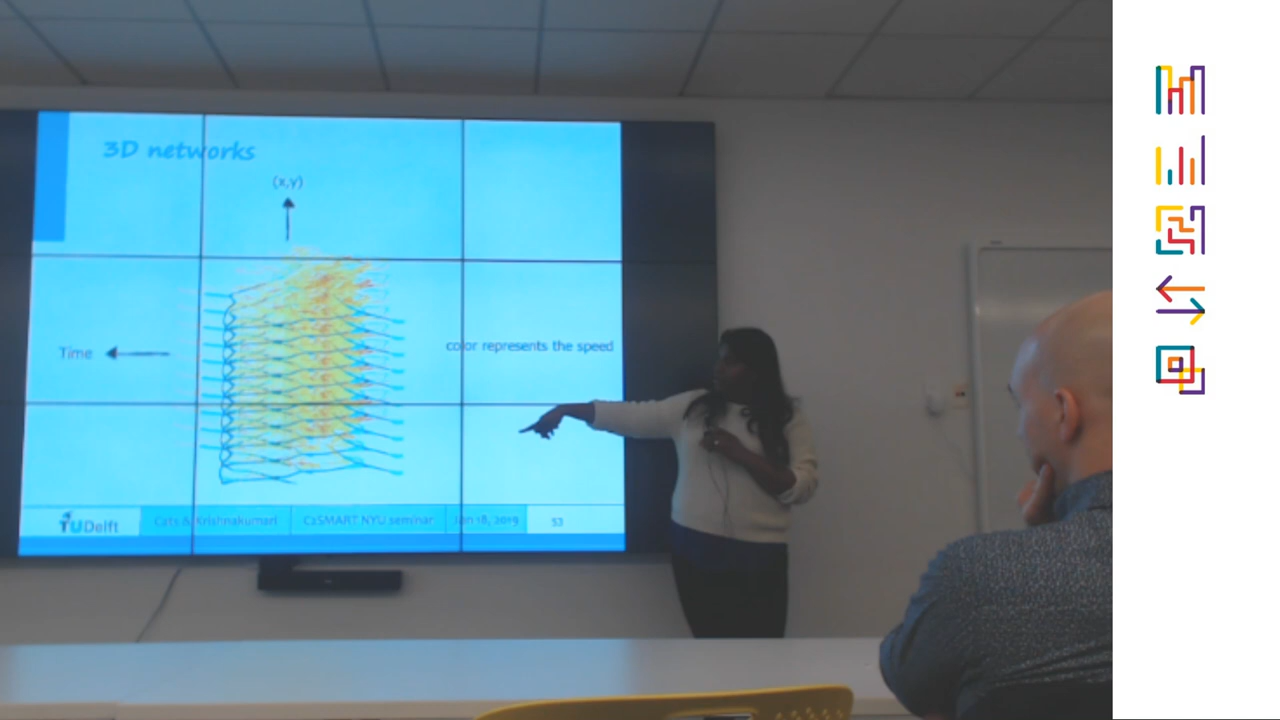 3D networks
(x,y)
Time
color represents the speed
TUDelft
Cats & Krishnakumari
C2SMART NYU seminar
Jan 18, 2019
53